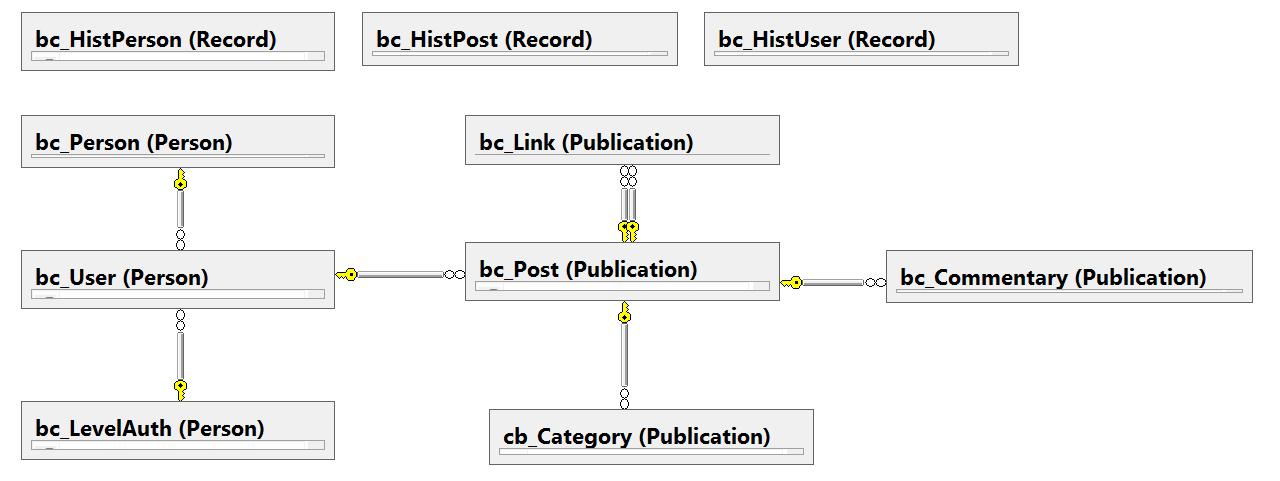 bc_HistPerson (Record)
bc_HistPost (Record)
bc_HistUser (Record)
bc_Person (Person)
bc_Link (Publication)
bc_User (Person)
bc_Post (Publication)
bc_Commentary (Publication)
bc_LevelAuth (Person)
cb_Category (Publication)